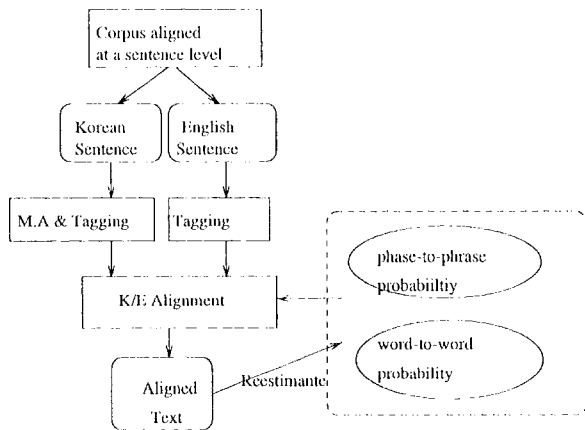 Corpus aligned
at a sentence level
Korean
Sentence
English
Sentence
M.A & Tagging
Tagging
phase-to-phrase
probabiiltiy
K/E Alignment
word-to-word
probability
Aligned
Text
Reestimante